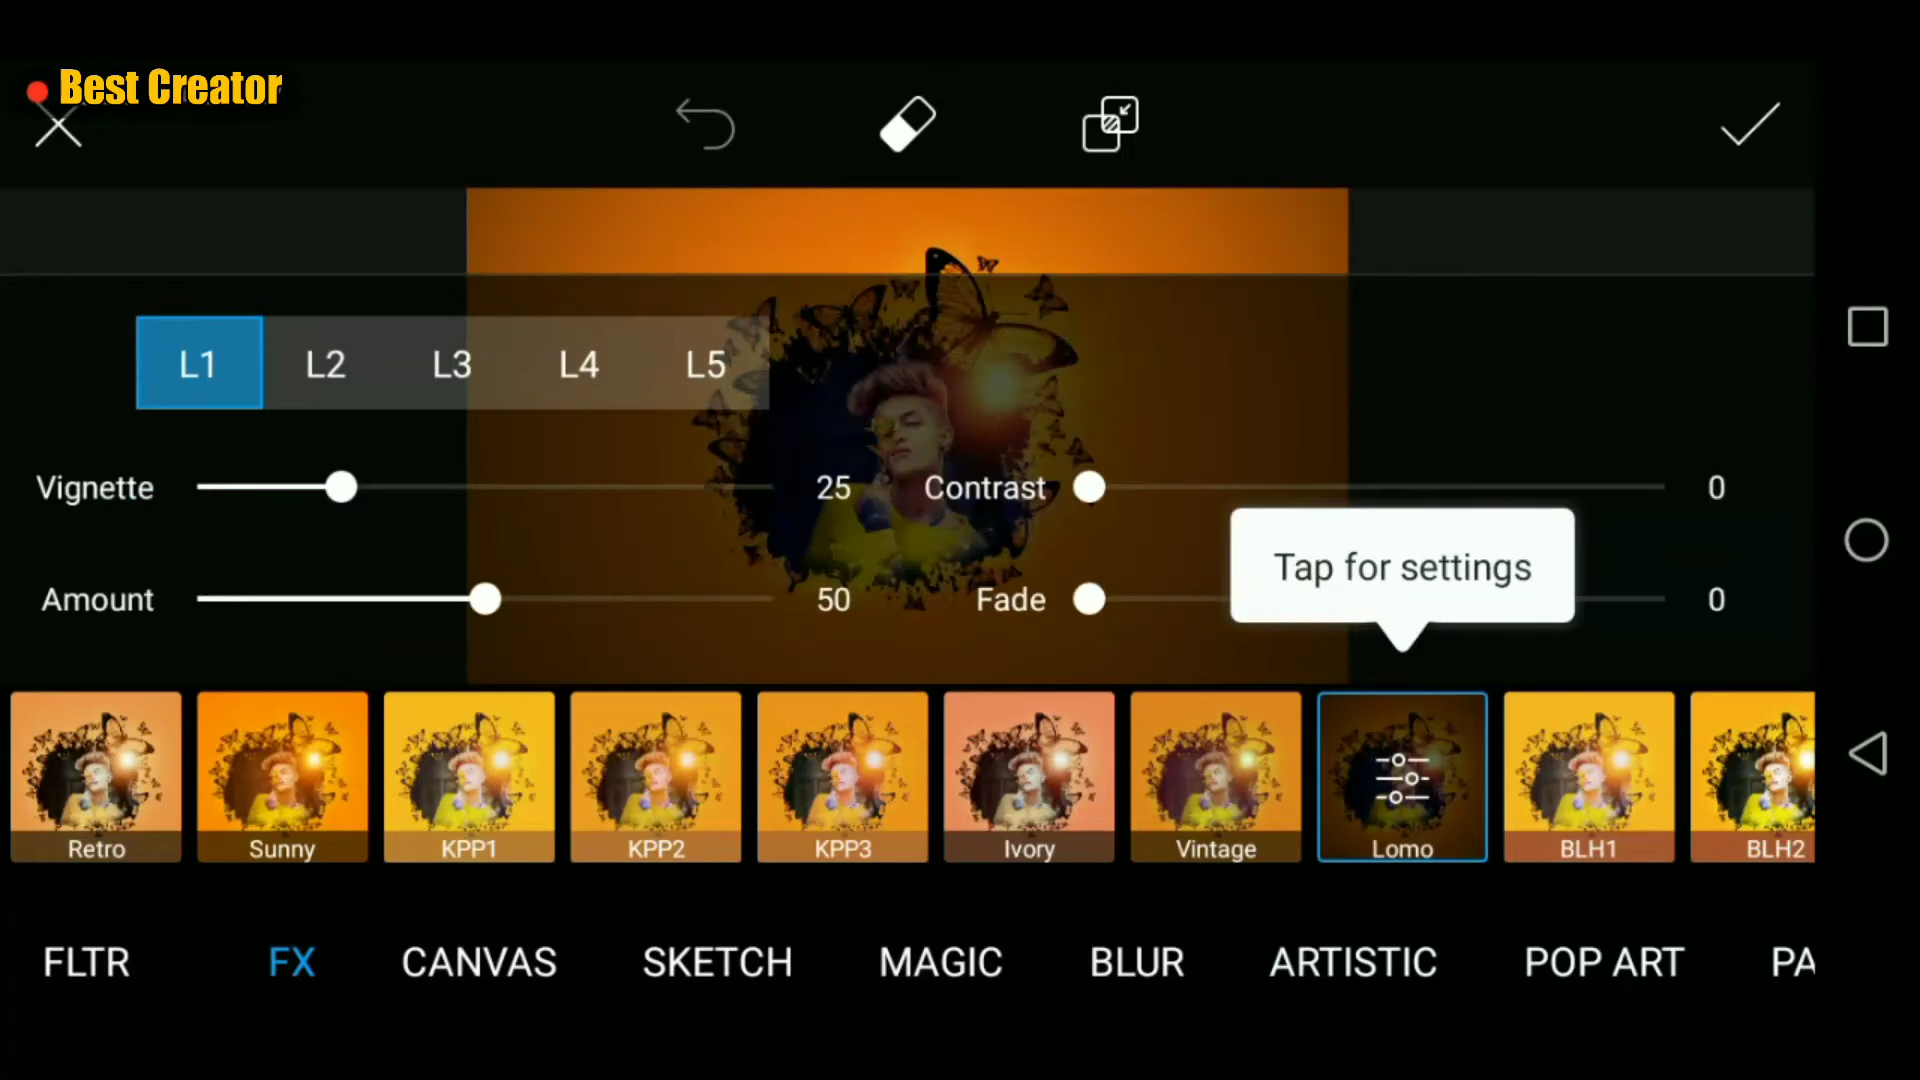 Best Creator
L1 L2 L3 L4 L5
Vignette 25 Contrast 0
Tap for settings
Amount 50 Fade 0
Retro Sunny KPP1 KPP2 KPP3 Ivory Vintage Lomo BLH1 BLH2
FLTR FX CANVAS SKETCH MAGIC BLUR ARTISTIC POP ART PA